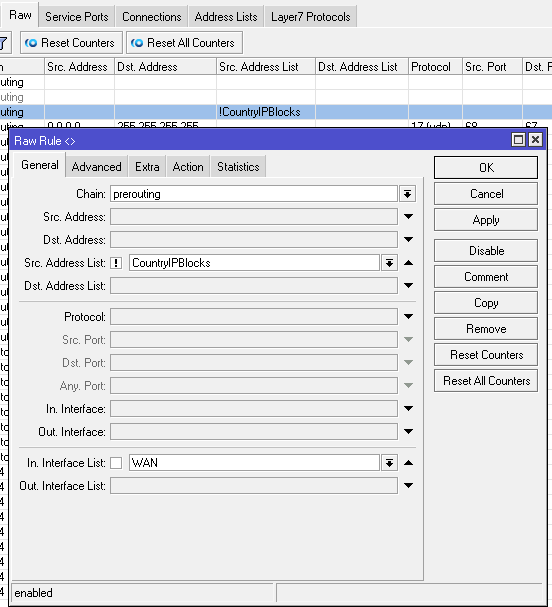 Raw Service Ports Connections Address Lists Layer7 Protocols
Reset Counters Reset All Counters
Src. Address Dst. Address Src. Address List Dst. Address List Protocol Src. Port Dst. P
uting
uting
uting !CountryIPBlocks
uting 0.0.0.0 255.255.255.255 17 (udp) 68 67
Raw Rule <>
General Advanced Extra Action Statistics
Chain: prerouting
Src. Address:
Dst. Address:
Src. Address List: ! CountryIPBlocks
Dst. Address List:
Protocol:
Src. Port:
Dst. Port:
Any. Port:
In. Interface:
Out. Interface:
In. Interface List: WAN
Out. Interface List:
OK
Cancel
Apply
Disable
Comment
Copy
Remove
Reset Counters
Reset All Counters
enabled